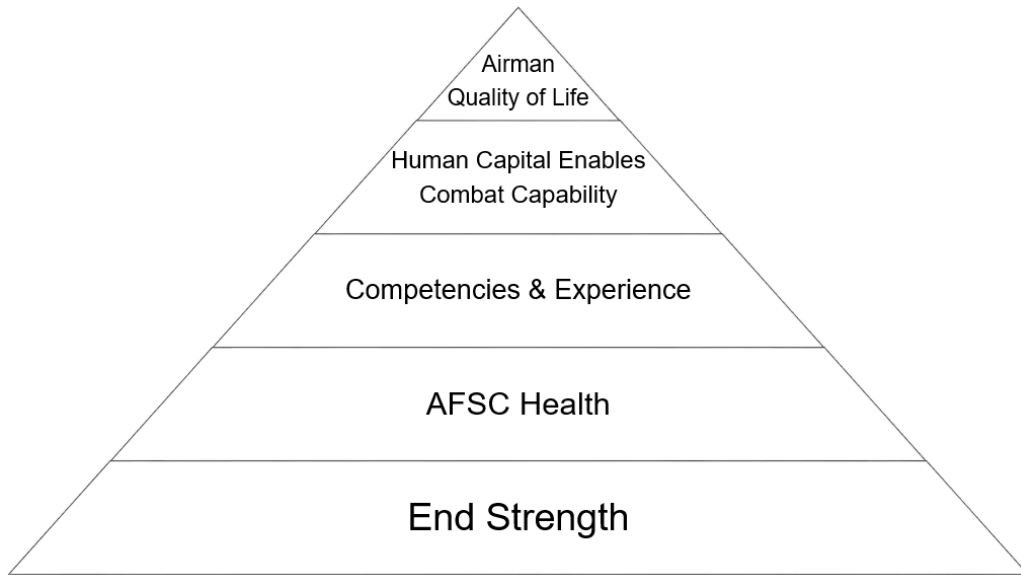 Airman
Quality of Life
Human Capital Enables
Combat Capability
Competencies & Experience
AFSC Health
End Strength